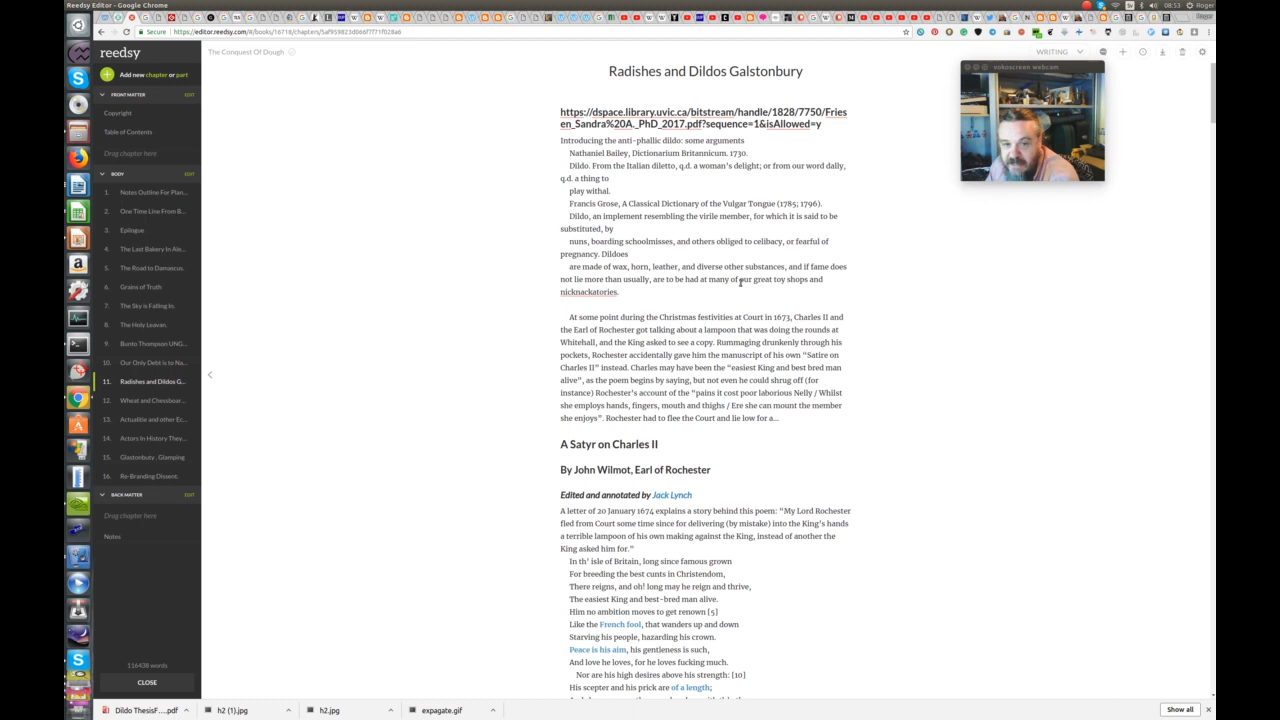 Reedsy Editor - Google Chrome
08:53 Roger
Roger
Secure https://editor.reedsy.com/#/books/16718/chapters/5af959823d066f7f71f028a6
reedsy
Add new chapter or part
FRONT MATTER EDIT
Copyright
Table of Contents
Drag chapter here
BODY EDIT
1. Notes Outline For Plan...
2. One Time Line From B...
3. Epilogue
4. The Last Bakery In Ale...
5. The Road to Damascus.
6. Grains of Truth
7. The Sky is Falling In.
8. The Holy Leavan.
9. Bunto Thompson UNG...
10. Our Only Debt is to Na...
11. Radishes and Dildos G...
12. Wheat and Chessboar...
13. Actualitie and other Ec...
14. Actors In History They...
15. Glastonbuty , Glamping
16. Re-Branding Dissent.
BACK MATTER EDIT
Drag chapter here
Notes
116438 words
CLOSE
The Conquest Of Dough
WRITING
vokoscreen webcam
Radishes and Dildos Galstonbury
https://dspace.library.uvic.ca/bitstream/handle/1828/7750/Fries
en_Sandra%20A._PhD_2017.pdf?sequence=1&isAllowed=y
Introducing the anti-phallic dildo: some arguments
Nathaniel Bailey, Dictionarium Britannicum. 1730.
Dildo. From the Italian diletto, q.d. a woman's delight; or from our word dally,
q.d. a thing to
play withal.
Francis Grose, A Classical Dictionary of the Vulgar Tongue (1785; 1796).
Dildo, an implement resembling the virile member, for which it is said to be
substituted, by
nuns, boarding schoolmisses, and others obliged to celibacy, or fearful of
pregnancy. Dildoes
are made of wax, horn, leather, and diverse other substances, and if fame does
not lie more than usually, are to be had at many of our great toy shops and
nicknackatories.
At some point during the Christmas festivities at Court in 1673, Charles II and
the Earl of Rochester got talking about a lampoon that was doing the rounds at
Whitehall, and the King asked to see a copy. Rummaging drunkenly through his
pockets, Rochester accidentally gave him the manuscript of his own “Satire on
Charles II” instead. Charles may have been the “easiest King and best bred man
alive”, as the poem begins by saying, but not even he could shrug off (for
instance) Rochester's account of the “pains it cost poor laborious Nelly / Whilst
she employs hands, fingers, mouth and thighs / Ere she can mount the member
she enjoys”. Rochester had to flee the Court and lie low for a...
A Satyr on Charles II
By John Wilmot, Earl of Rochester
Edited and annotated by Jack Lynch
A letter of 20 January 1674 explains a story behind this poem: “My Lord Rochester
fled from Court some time since for delivering (by mistake) into the King's hands
a terrible lampoon of his own making against the King, instead of another the
King asked him for.”
In th' isle of Britain, long since famous grown
For breeding the best cunts in Christendom,
There reigns, and oh! long may he reign and thrive,
The easiest King and best-bred man alive.
Him no ambition moves to get renown [5]
Like the French fool, that wanders up and down
Starving his people, hazarding his crown.
Peace is his aim, his gentleness is such,
And love he loves, for he loves fucking much.
Nor are his high desires above his strength: [10]
His scepter and his prick are of a length;
Dildo ThesisF....pdf
h2 (1).jpg
h2.jpg
expagate.gif
Show all